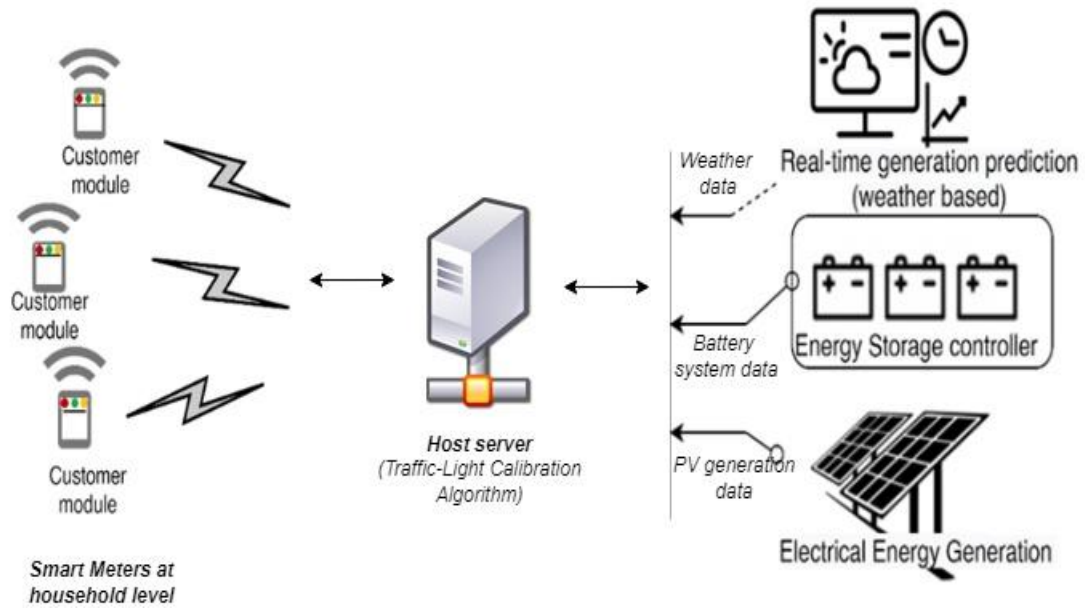 Customer
module
Customer
module
Customer
module
Smart Meters at
household level
Host server
(Traffic-Light Calibration
Algorithm)
Weather
data
Battery
system data
PV generation
data
Real-time generation prediction
(weather based)
Energy Storage controller
Electrical Energy Generation